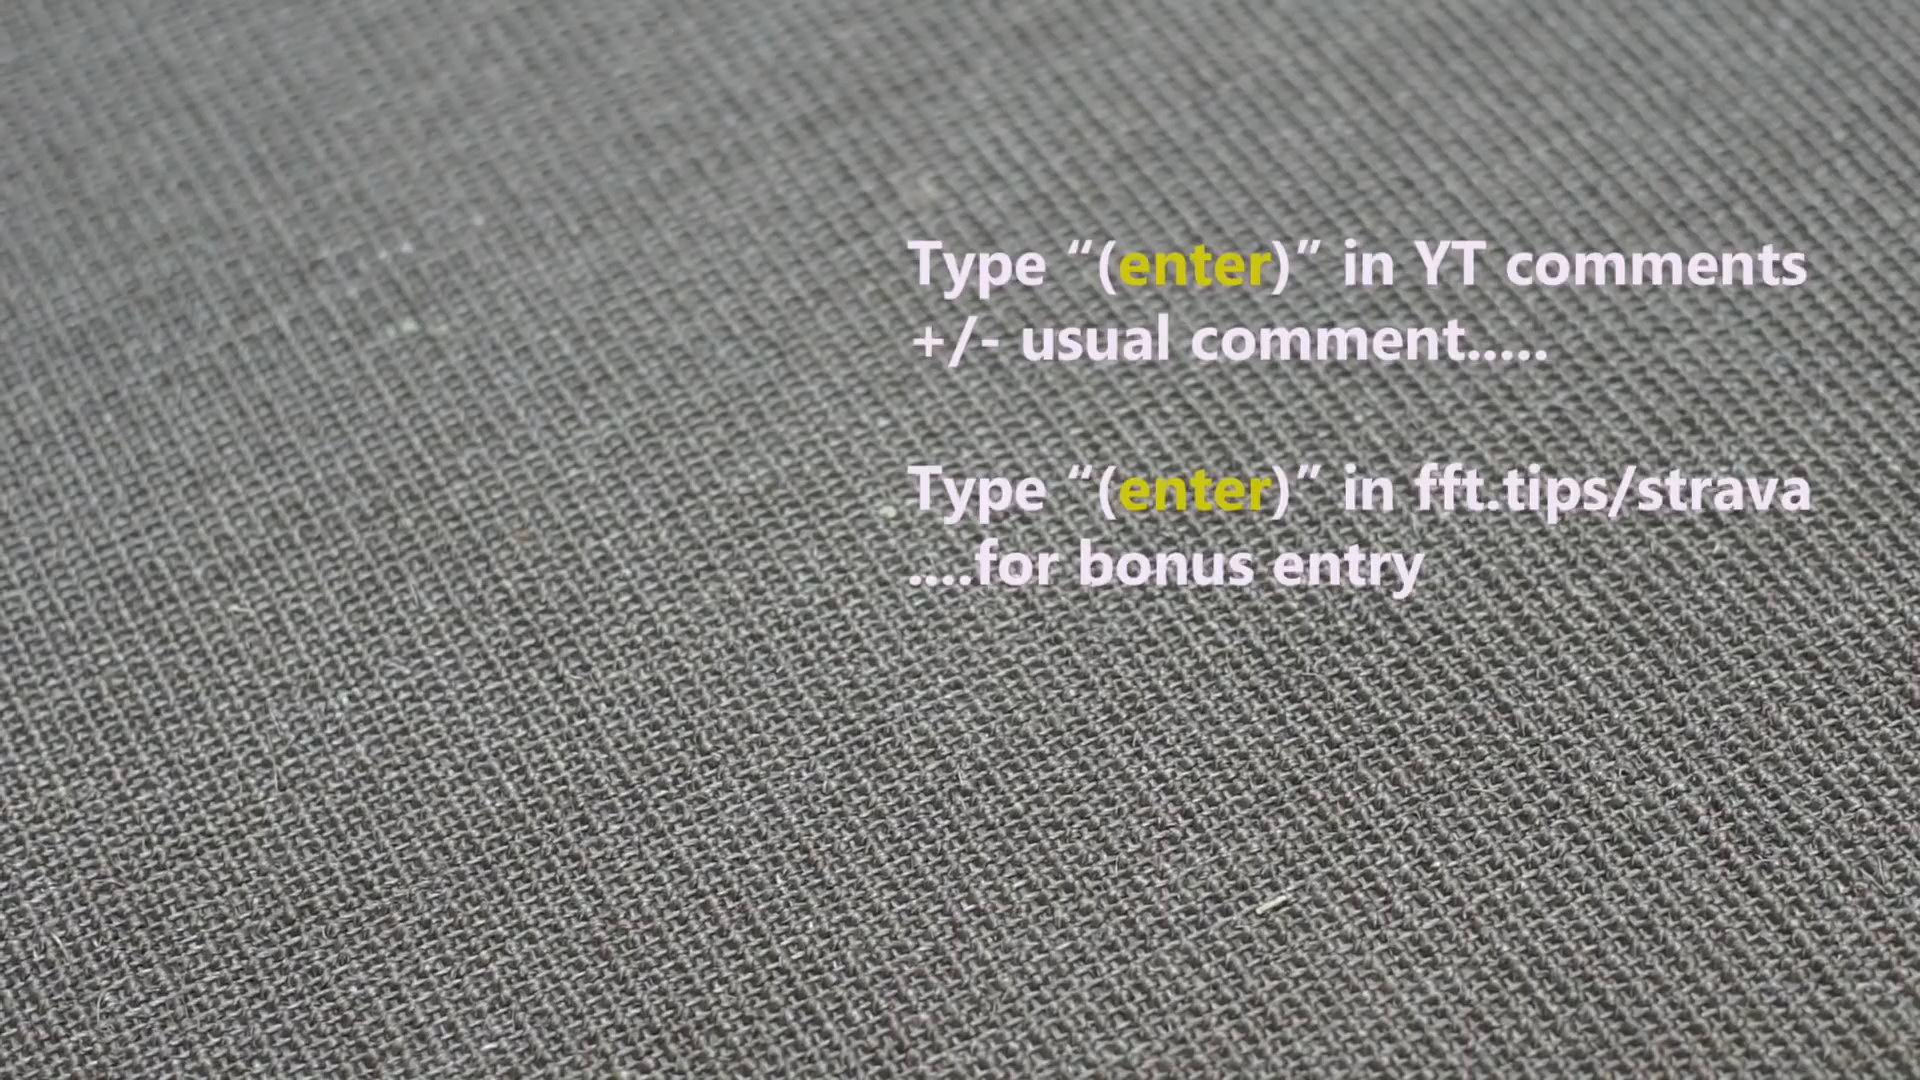 Type “(enter)” in YT comments
+/- usual comment.....
Type “(enter)” in fft.tips/strava
....for bonus entry